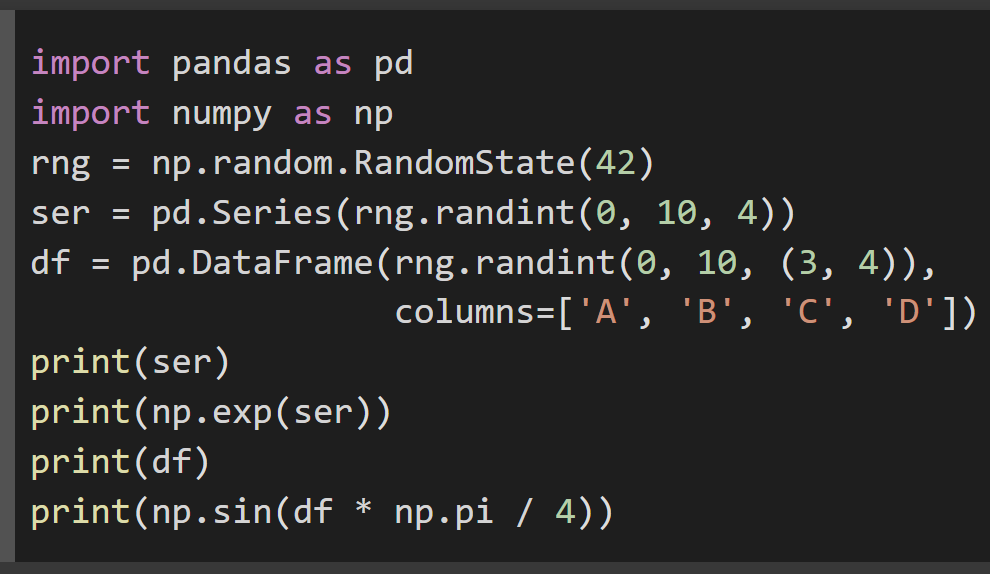 import pandas as pd
import numpy as np
rng = np.random.RandomState(42)
ser = pd.Series(rng.randint(0, 10, 4))
df = pd.DataFrame(rng.randint(0, 10, (3, 4)),
                  columns=['A', 'B', 'C', 'D'])
print(ser)
print(np.exp(ser))
print(df)
print(np.sin(df * np.pi / 4))